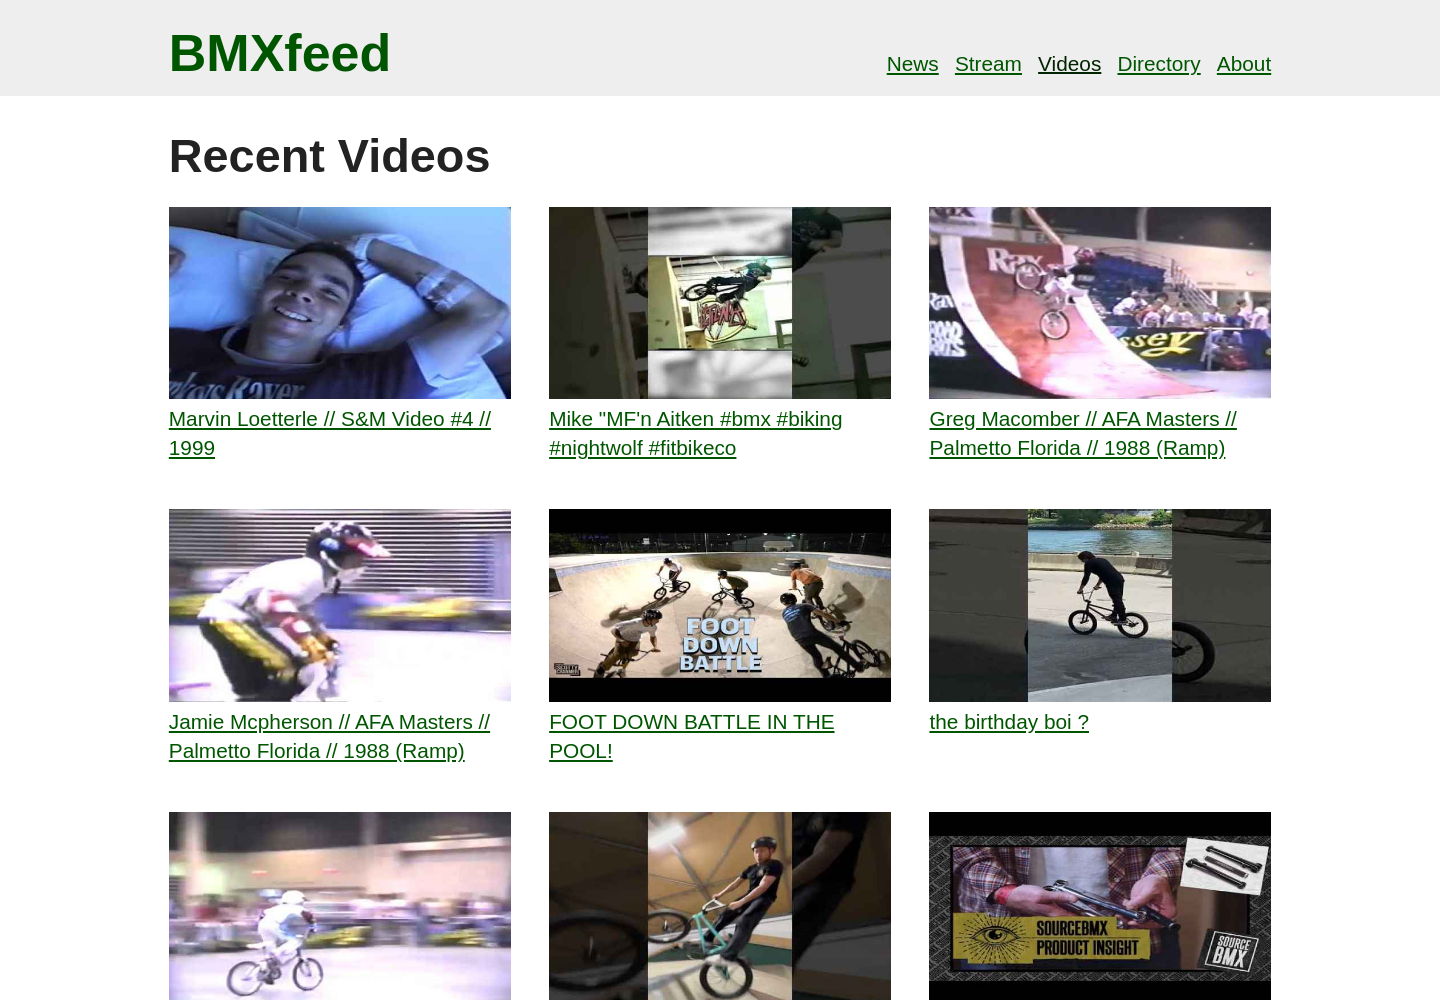 BMXfeed
News Stream Videos Directory About
Recent Videos
Rax
ssey
Marvin Loetterle // S&M Video #4 //
1999
Mike "MF'n Aitken #bmx #biking
#nightwolf #fitbikeco
Greg Macomber // AFA Masters //
Palmetto Florida // 1988 (Ramp)
FOOT
DOWN
BATTLE
Jamie Mcpherson // AFA Masters //
Palmetto Florida // 1988 (Ramp)
FOOT DOWN BATTLE IN THE
POOL!
the birthday boi ?
SOURCEBMX
PRODUCT INSIGHT
SOURCE
BMX